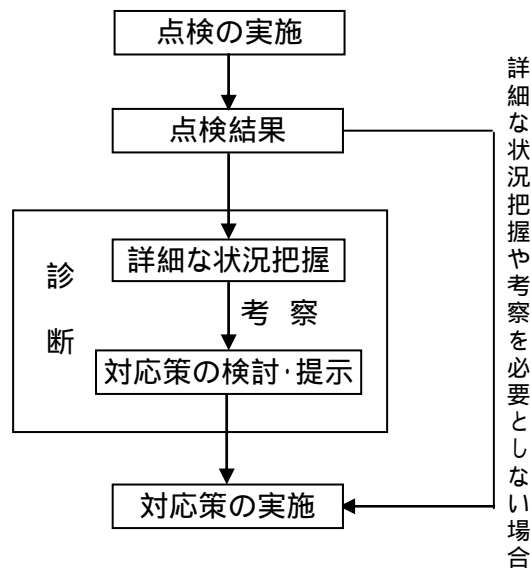 点検の実施
点検結果
詳細な状況把握
診
断
考 察
対応策の検討・提示
対応策の実施
詳細な状況把握や考察を必要としない場合